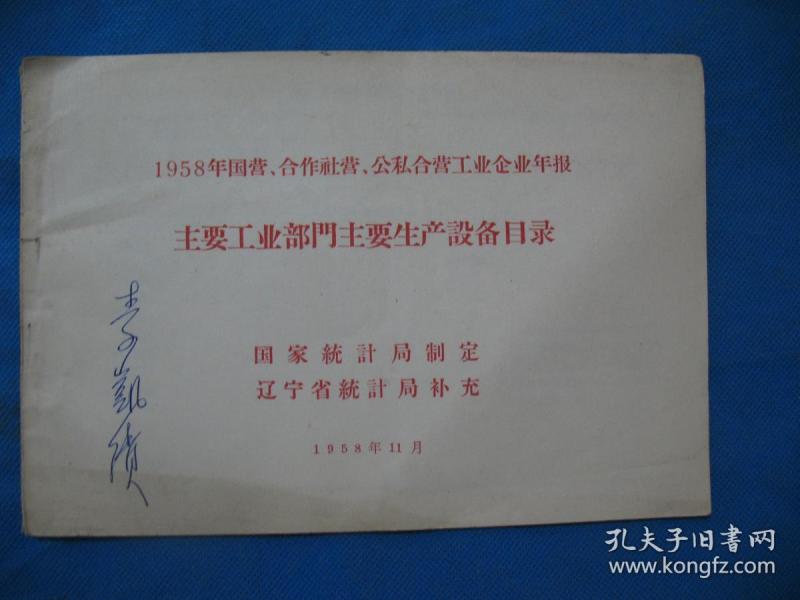 1958年国营、合作社营、公私合营工业企业年报
主要工业部門主要生产設备目录
国家統計局制定
辽宁省統計局补充
1958年11月
孔夫子旧书网
www.kongfz.com